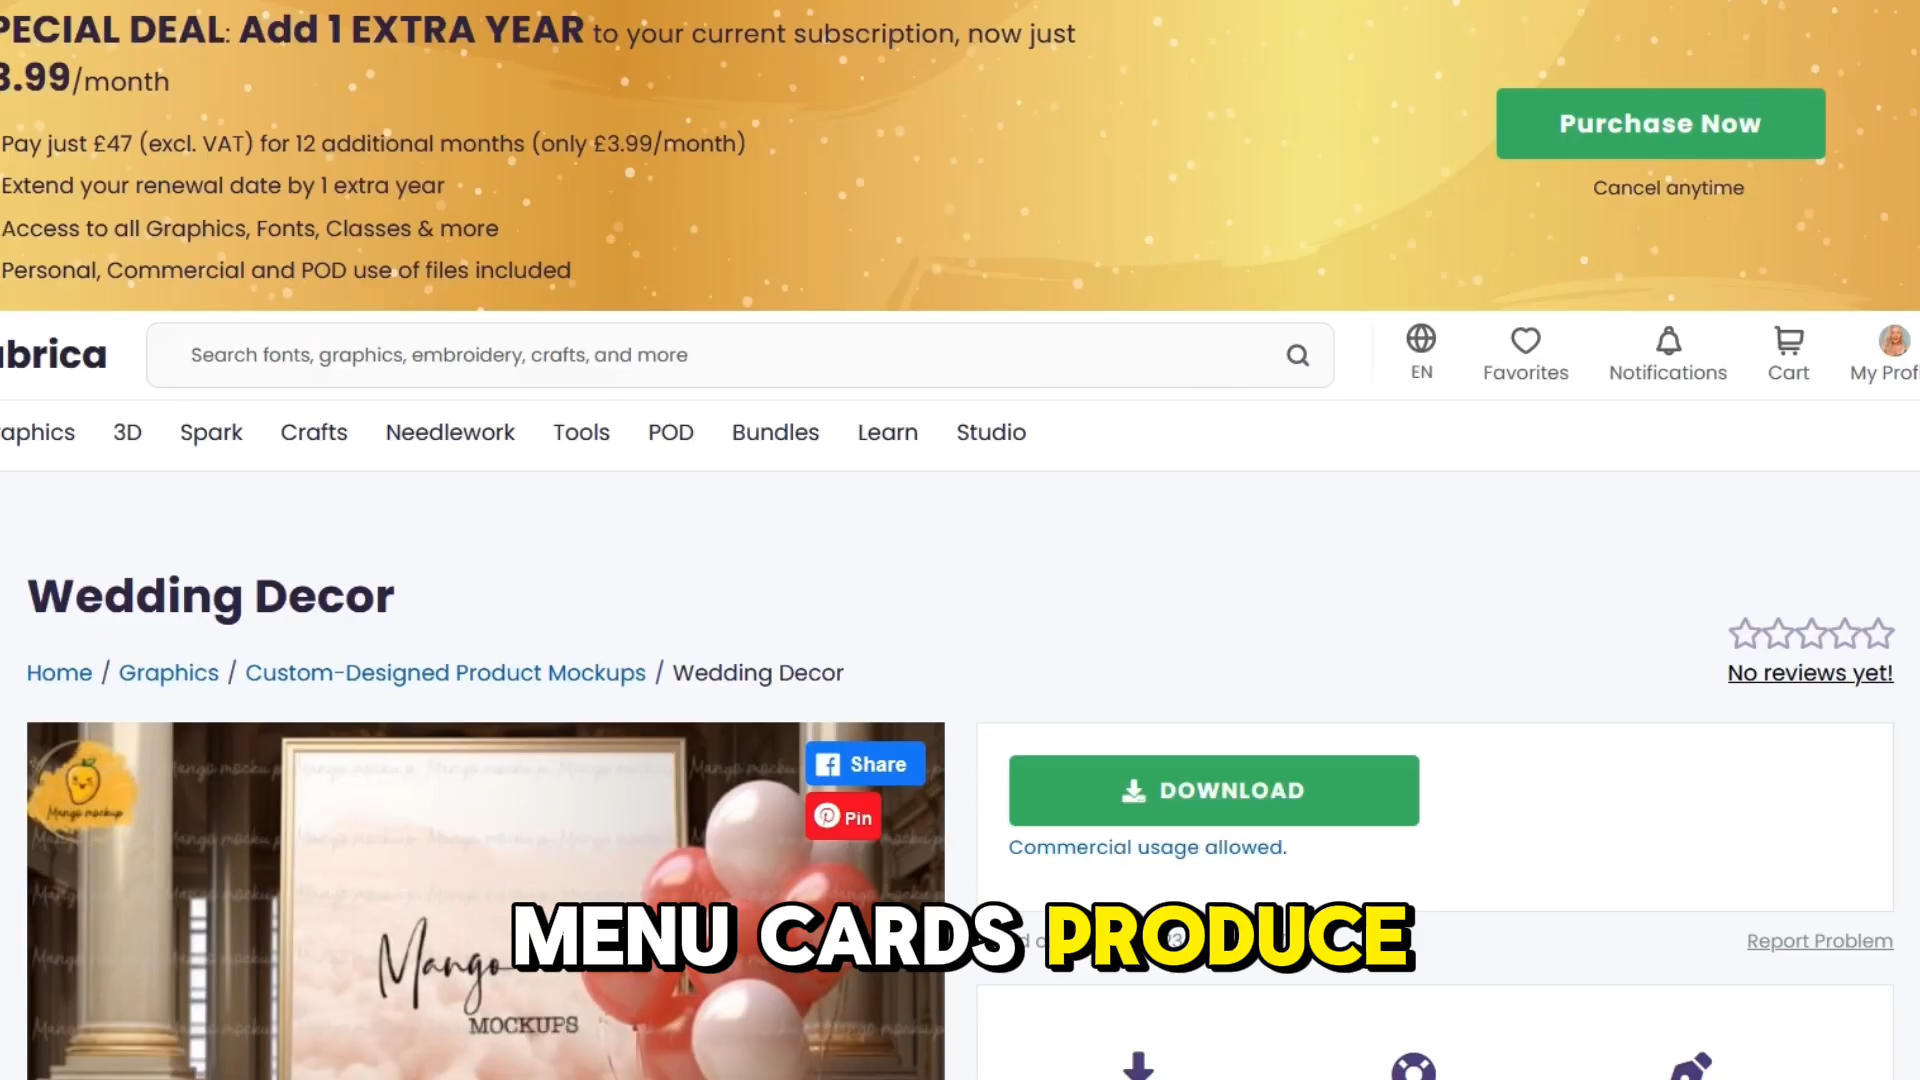 PECIAL DEAL: Add 1 EXTRA YEAR to your current subscription, now just
3.99/month
Pay just £47 (excl. VAT) for 12 additional months (only £3.99/month)
Extend your renewal date by 1 extra year
Access to all Graphics, Fonts, Classes & more
Personal, Commercial and POD use of files included
Purchase Now
Cancel anytime
abrica
Search fonts, graphics, embroidery, crafts, and more
EN
Favorites
Notifications
Cart
My Profi
raphics 3D Spark Crafts Needlework Tools POD Bundles Learn Studio
Wedding Decor
Home / Graphics / Custom-Designed Product Mockups / Wedding Decor
No reviews yet!
Mango mockup
Share
Pin
Mango
MOCKUPS
DOWNLOAD
Commercial usage allowed.
MENU CARDS PRODUCE
Report Problem